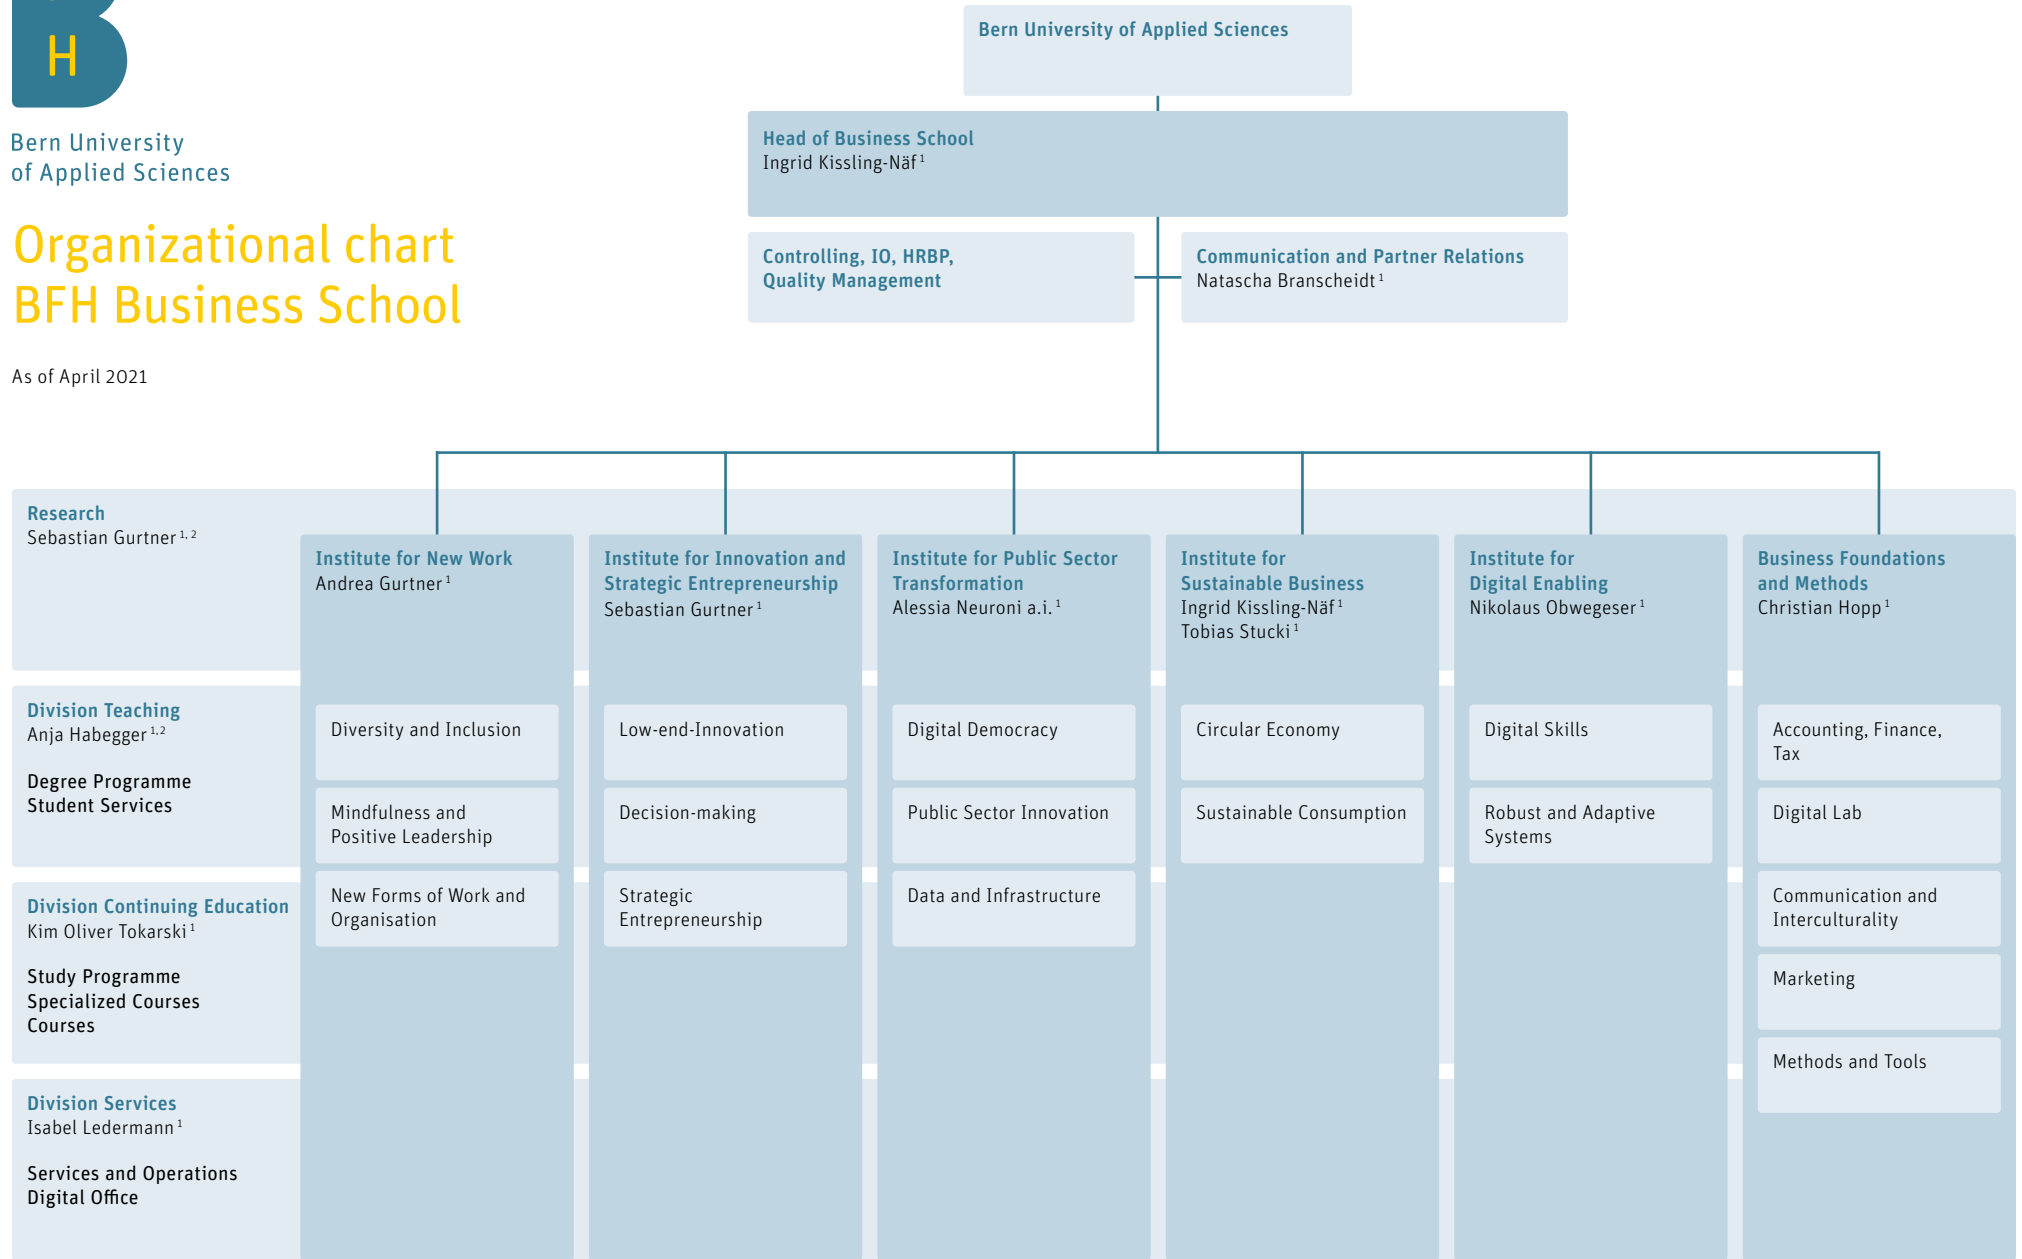 H
Bern University
of Applied Sciences
Organizational chart
BFH Business School
As of April 2021
Bern University of Applied Sciences
Head of Business School
Ingrid Kissling-Näf 1
Controlling, IO, HRBP,
Quality Management
Communication and Partner Relations
Natascha Branscheidt 1
Research
Sebastian Gurtner 1, 2
Institute for New Work
Andrea Gurtner 1
Institute for Innovation and
Strategic Entrepreneurship
Sebastian Gurtner 1
Institute for Public Sector
Transformation
Alessia Neuroni a.i. 1
Institute for
Sustainable Business
Ingrid Kissling-Näf 1
Tobias Stucki 1
Institute for
Digital Enabling
Nikolaus Obwegeser 1
Business Foundations
and Methods
Christian Hopp 1
Division Teaching
Anja Habegger 1, 2
Degree Programme
Student Services
Division Continuing Education
Kim Oliver Tokarski 1
Study Programme
Specialized Courses
Courses
Division Services
Isabel Ledermann 1
Services and Operations
Digital Office
Diversity and Inclusion
Mindfulness and
Positive Leadership
New Forms of Work and
Organisation
Low-end-Innovation
Decision-making
Strategic
Entrepreneurship
Digital Democracy
Public Sector Innovation
Data and Infrastructure
Circular Economy
Sustainable Consumption
Digital Skills
Robust and Adaptive
Systems
Accounting, Finance,
Tax
Digital Lab
Communication and
Interculturality
Marketing
Methods and Tools